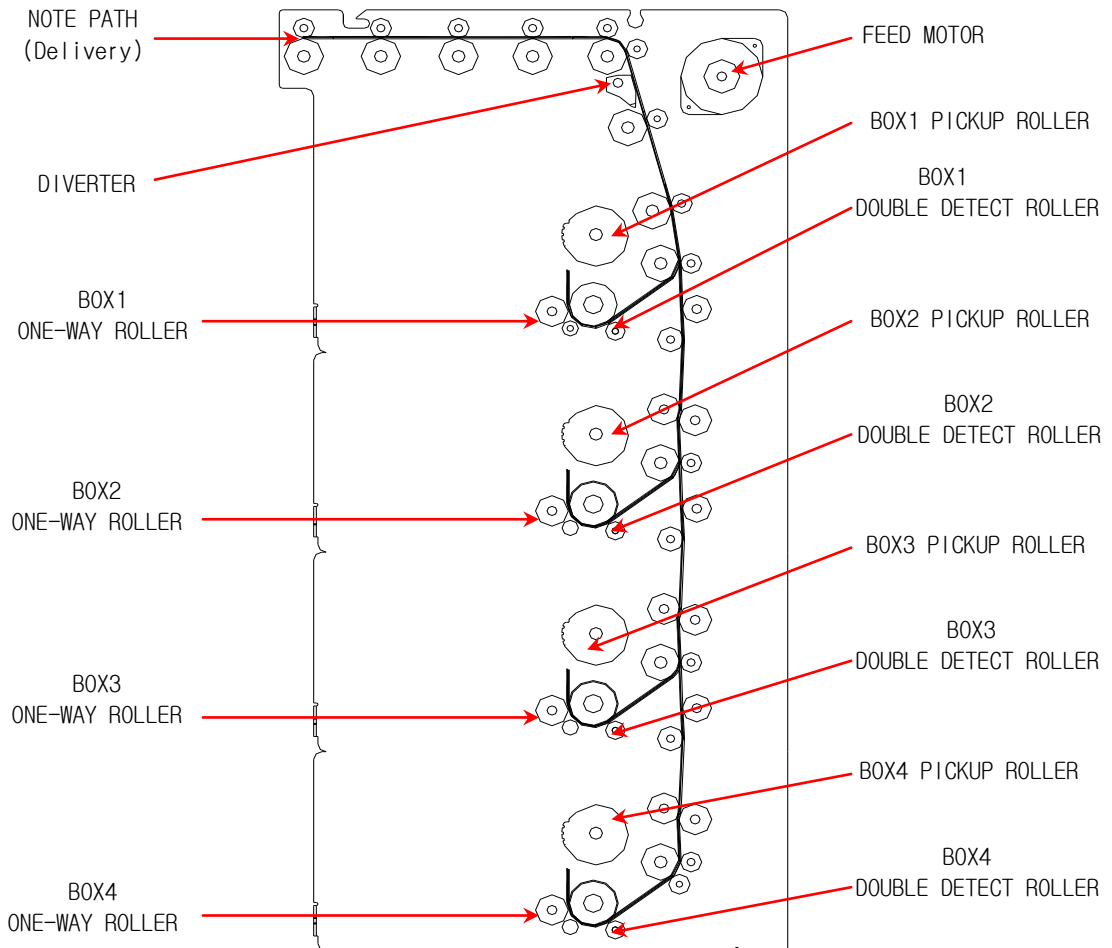 NOTE PATH
(Delivery)
FEED MOTOR
BOX1 PICKUP ROLLER
DIVERTER
BOX1
DOUBLE DETECT ROLLER
BOX1
ONE-WAY ROLLER
BOX2 PICKUP ROLLER
BOX2
DOUBLE DETECT ROLLER
BOX2
ONE-WAY ROLLER
BOX3 PICKUP ROLLER
BOX3
DOUBLE DETECT ROLLER
BOX3
ONE-WAY ROLLER
BOX4 PICKUP ROLLER
BOX4
DOUBLE DETECT ROLLER
BOX4
ONE-WAY ROLLER